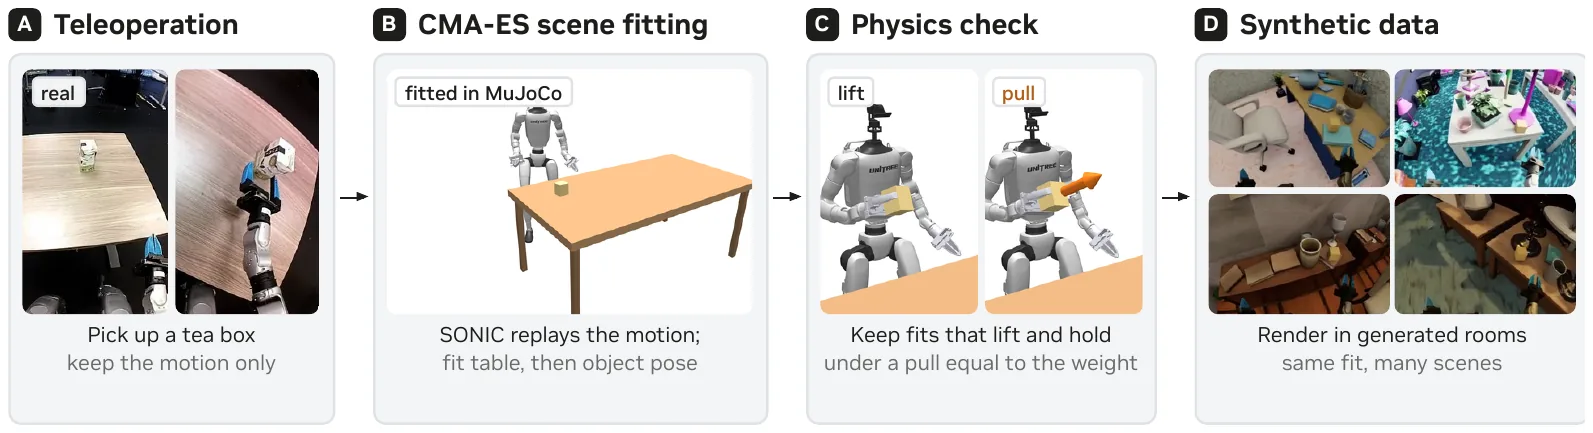 A Teleoperation
real
Pick up a tea box
keep the motion only
B CMA-ES scene fitting
fitted in MuJoCo
SONIC replays the motion;
fit table, then object pose
C Physics check
lift
pull
UNITREE
UNITREE
Keep fits that lift and hold
under a pull equal to the weight
D Synthetic data
Render in generated rooms
same fit, many scenes